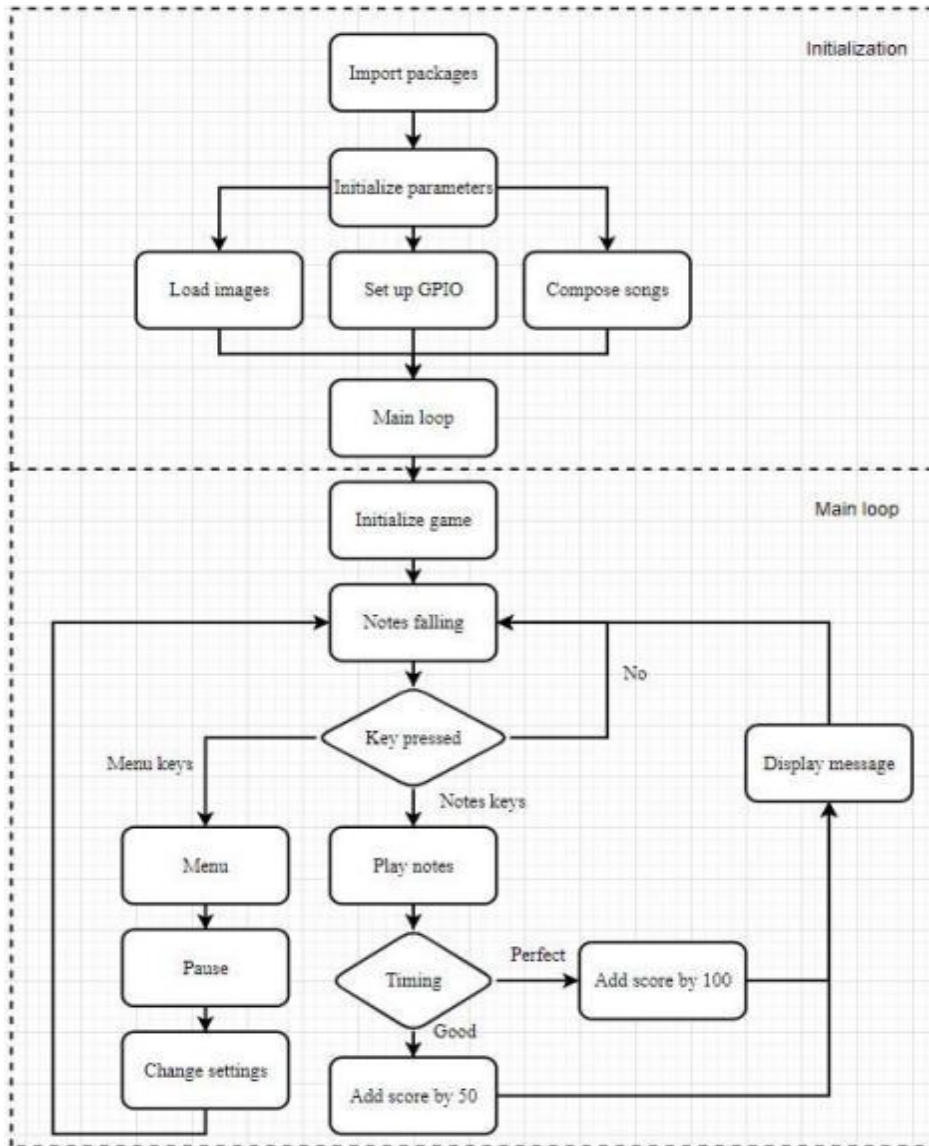 Initialization
Import packages
Initialize parameters
Load images
Set up GPIO
Compose songs
Main loop
Main loop
Initialize game
Notes falling
No
Key pressed
Menu keys
Display message
Notes keys
Menu
Play notes
Perfect
Pause
Timing
Add score by 100
Good
Change settings
Add score by 50